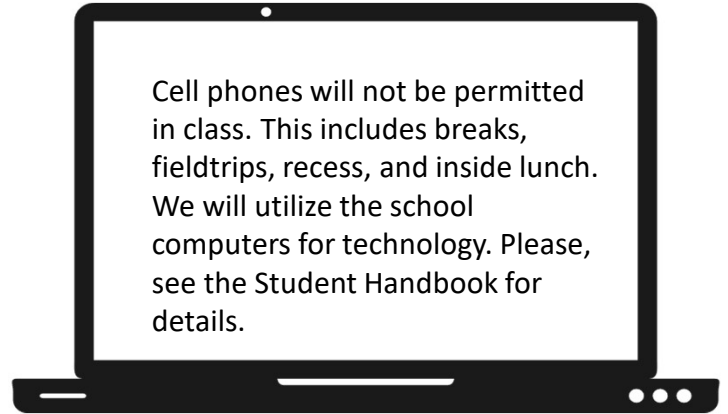 Cell phones will not be permitted
in class. This includes breaks,
fieldtrips, recess, and inside lunch.
We will utilize the school
computers for technology. Please,
see the Student Handbook for
details.